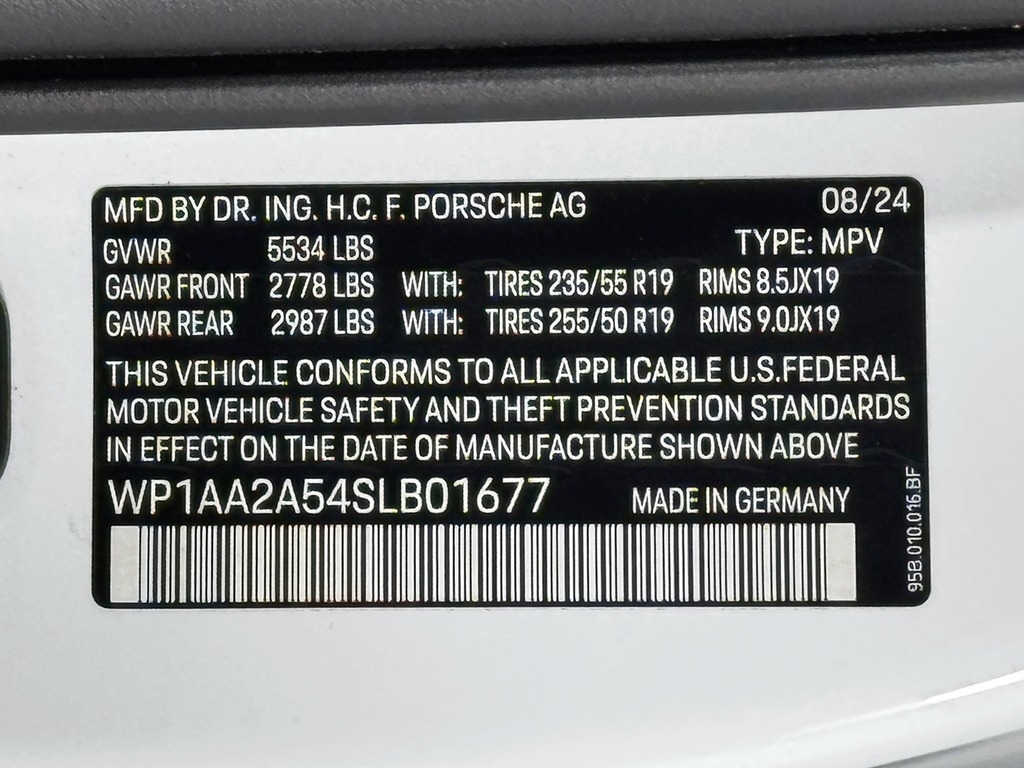 MFD BY DR. ING. H.C. F. PORSCHE AG 08/24
GVWR 5534 LBS TYPE: MPV
GAWR FRONT 2778 LBS WITH: TIRES 235/55 R19 RIMS 8.5JX19
GAWR REAR 2987 LBS WITH: TIRES 255/50 R19 RIMS 9.0JX19
THIS VEHICLE CONFORMS TO ALL APPLICABLE U.S.FEDERAL
MOTOR VEHICLE SAFETY AND THEFT PREVENTION STANDARDS
IN EFFECT ON THE DATE OF MANUFACTURE SHOWN ABOVE
WP1AA2A54SLB01677 MADE IN GERMANY
95B.010.016.BF